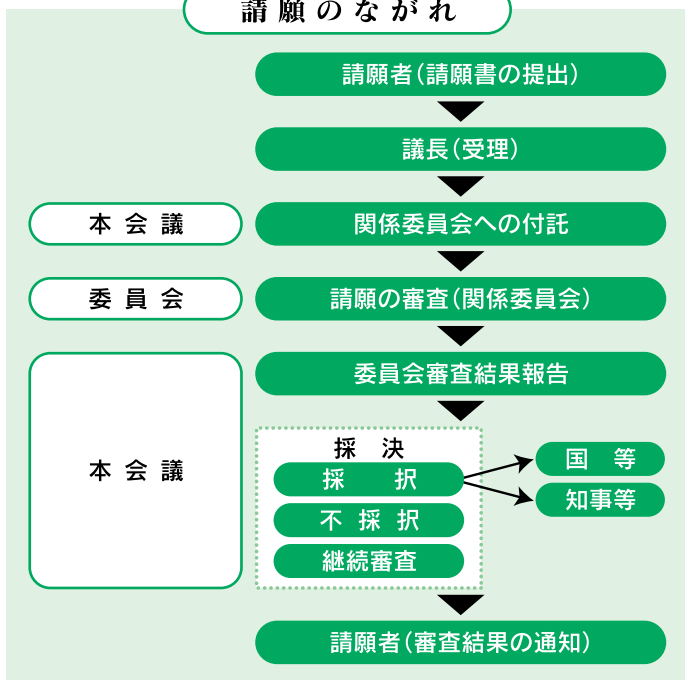 請願のながれ
請願者（請願書の提出）
議長（受理）
本会議
関係委員会への付託
委員会
請願の審査（関係委員会）
委員会審査結果報告
本会議
採決
採択
国等
知事等
不採択
継続審査
請願者（審査結果の通知）